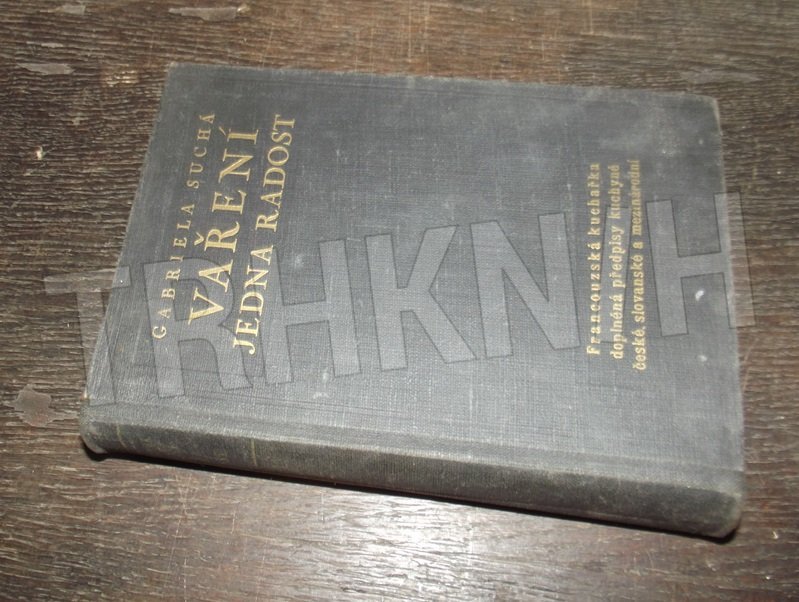 GABRIELA SUCHÁ
VAŘENÍ
JEDNA RADOST
Francouzská kuchařka
doplněná předpisy kuchyně
české, slovanské a mezinárodní
TRHKNIH